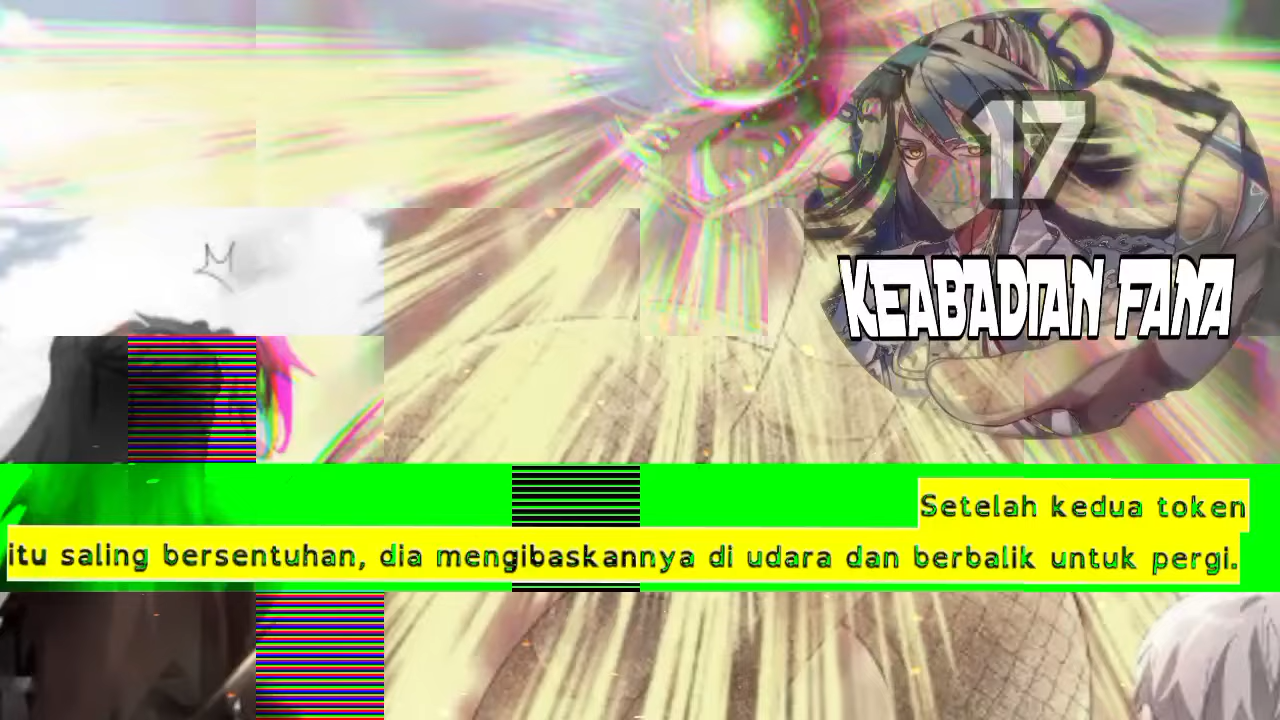 17
KEABADIAN FANA
Setelah kedua token
itu saling bersentuhan, dia mengibaskannya di udara dan berbalik untuk pergi.